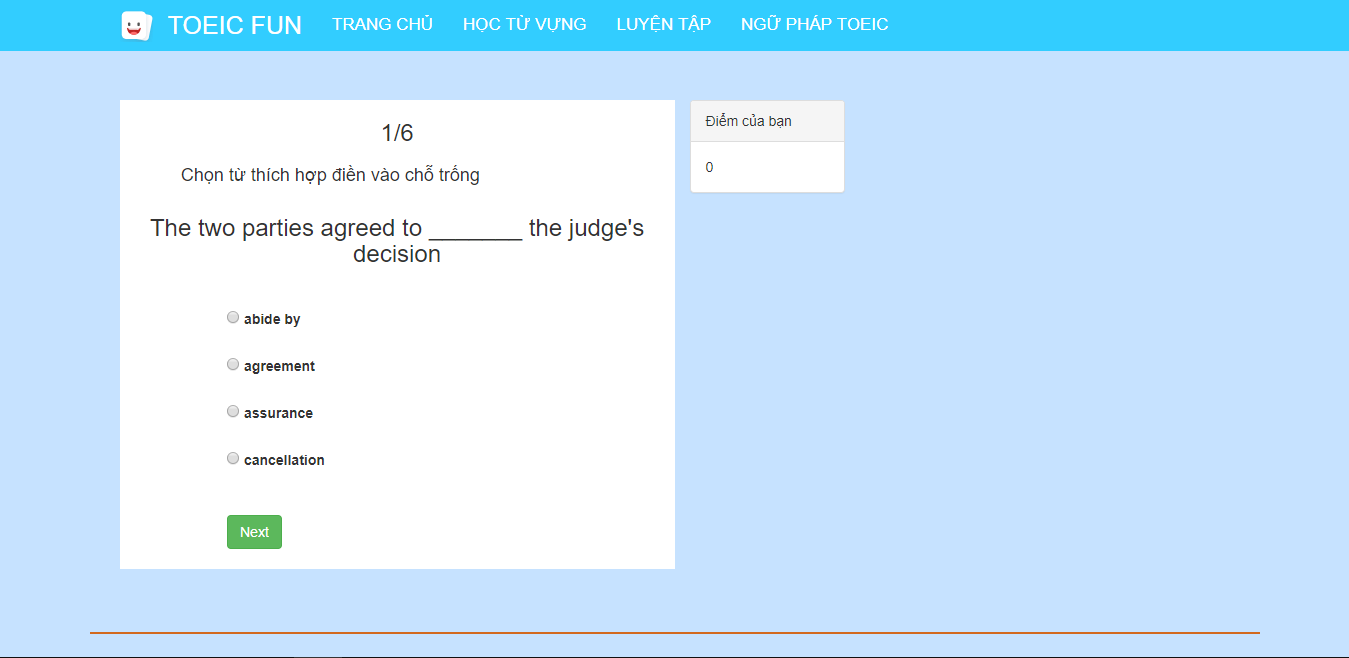 TOEIC FUN TRANG CHỦ HỌC TỪ VỰNG LUYỆN TẬP NGỮ PHÁP TOEIC
1/6
Chọn từ thích hợp điền vào chỗ trống
The two parties agreed to _______ the judge's
decision
abide by
agreement
assurance
cancellation
Next
Điểm của bạn
0